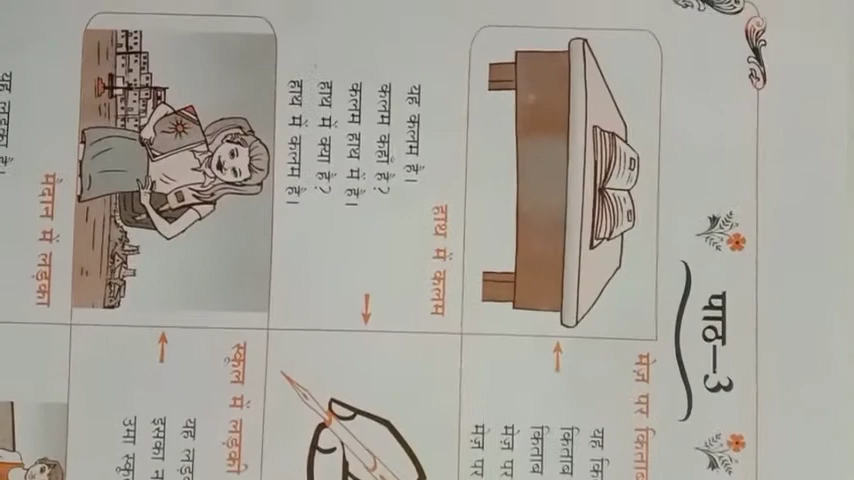 पाठ–3
मेज़ पर किताब
यह कि
किताब
किताब
मेज़ पर
मेज़ पर
हाथ में कलम
यह कलम है।
कलम कहाँ है?
कलम हाथ में है।
हाथ में क्या है?
हाथ में कलम है।
स्कूल में लड़की
यह लड़
इसका न
उमा स्कू
मैदान में लड़का
यह लड़का है।